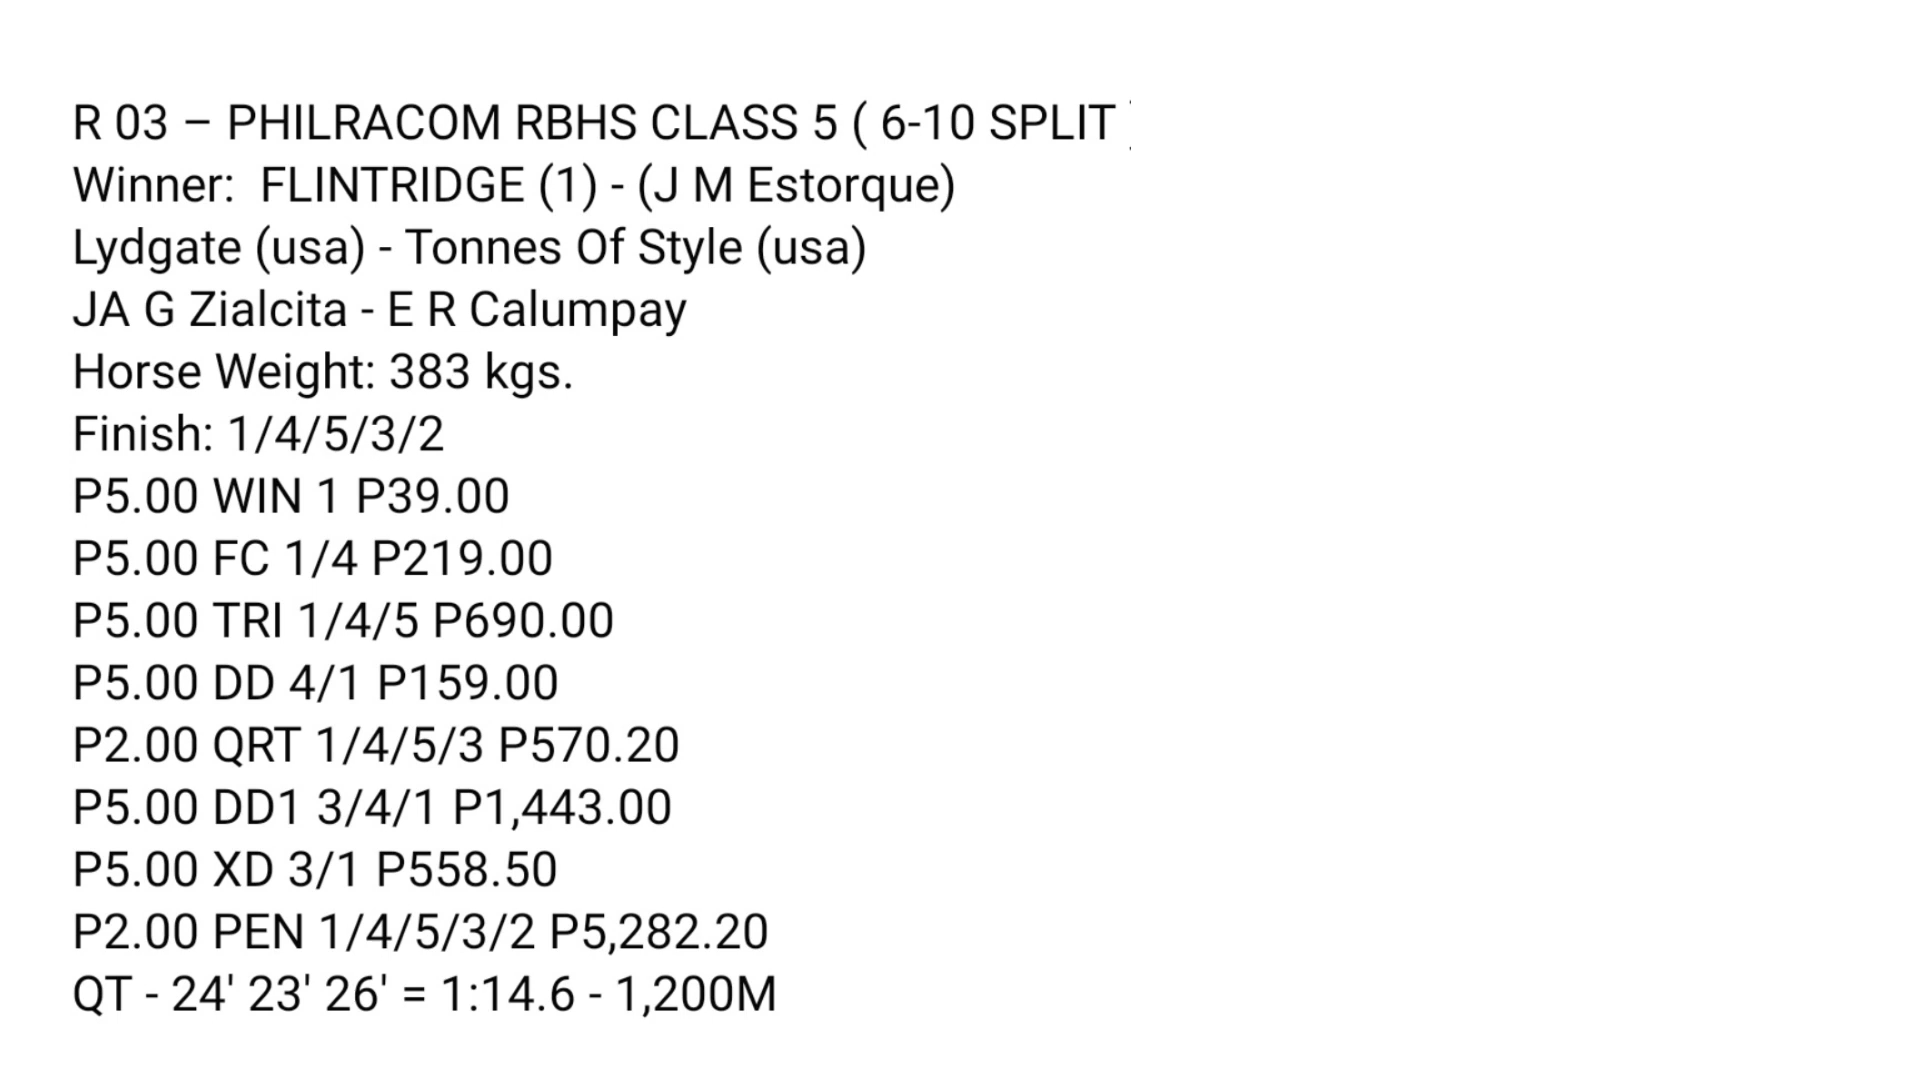 R 03 – PHILRACOM RBHS CLASS 5 ( 6-10 SPLIT )
Winner:  FLINTRIDGE (1) - (J M Estorque)
Lydgate (usa) - Tonnes Of Style (usa)
JA G Zialcita - E R Calumpay
Horse Weight: 383 kgs.
Finish: 1/4/5/3/2
P5.00 WIN 1 P39.00
P5.00 FC 1/4 P219.00
P5.00 TRI 1/4/5 P690.00
P5.00 DD 4/1 P159.00
P2.00 QRT 1/4/5/3 P570.20
P5.00 DD1 3/4/1 P1,443.00
P5.00 XD 3/1 P558.50
P2.00 PEN 1/4/5/3/2 P5,282.20
QT - 24' 23' 26' = 1:14.6 - 1,200M